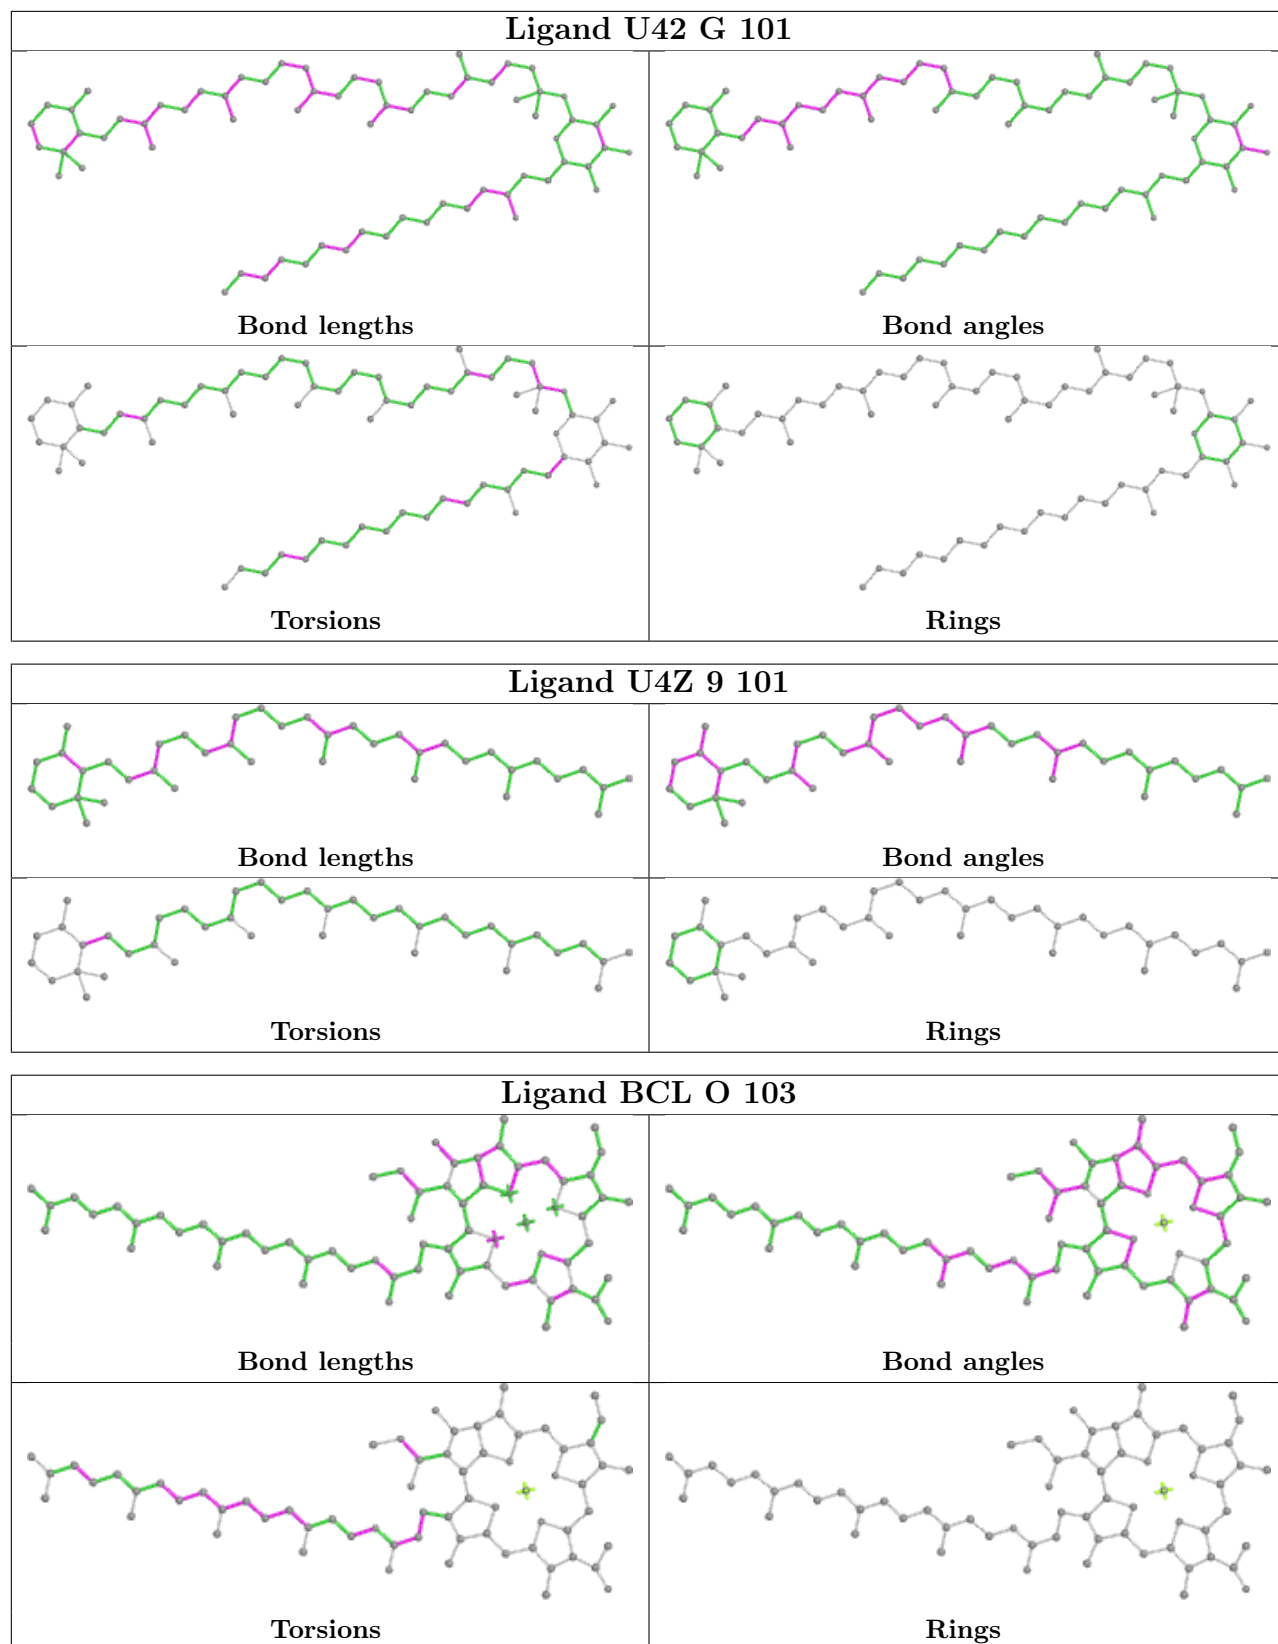 Ligand U42 G 101
Bond lengths
Bond angles
Torsions
Rings
Ligand U4Z 9 101
Bond lengths
Bond angles
Torsions
Rings
Ligand BCL O 103
Bond lengths
Bond angles
Torsions
Rings